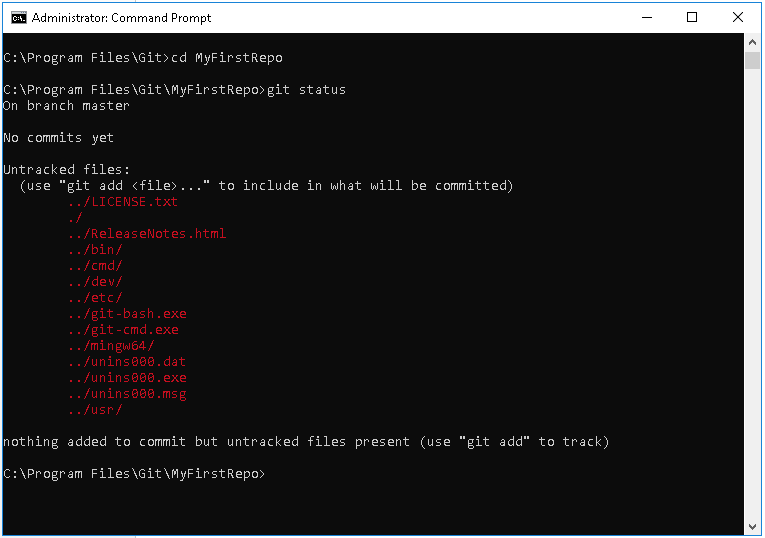 Administrator: Command Prompt
C:\Program Files\Git>cd MyFirstRepo
C:\Program Files\Git\MyFirstRepo>git status
On branch master
No commits yet
Untracked files:
(use "git add <file>..." to include in what will be committed)
../LICENSE.txt
./
../ReleaseNotes.html
../bin/
../cmd/
../dev/
../etc/
../git-bash.exe
../git-cmd.exe
../mingw64/
../unins000.dat
../unins000.exe
../unins000.msg
../usr/
nothing added to commit but untracked files present (use "git add" to track)
C:\Program Files\Git\MyFirstRepo>